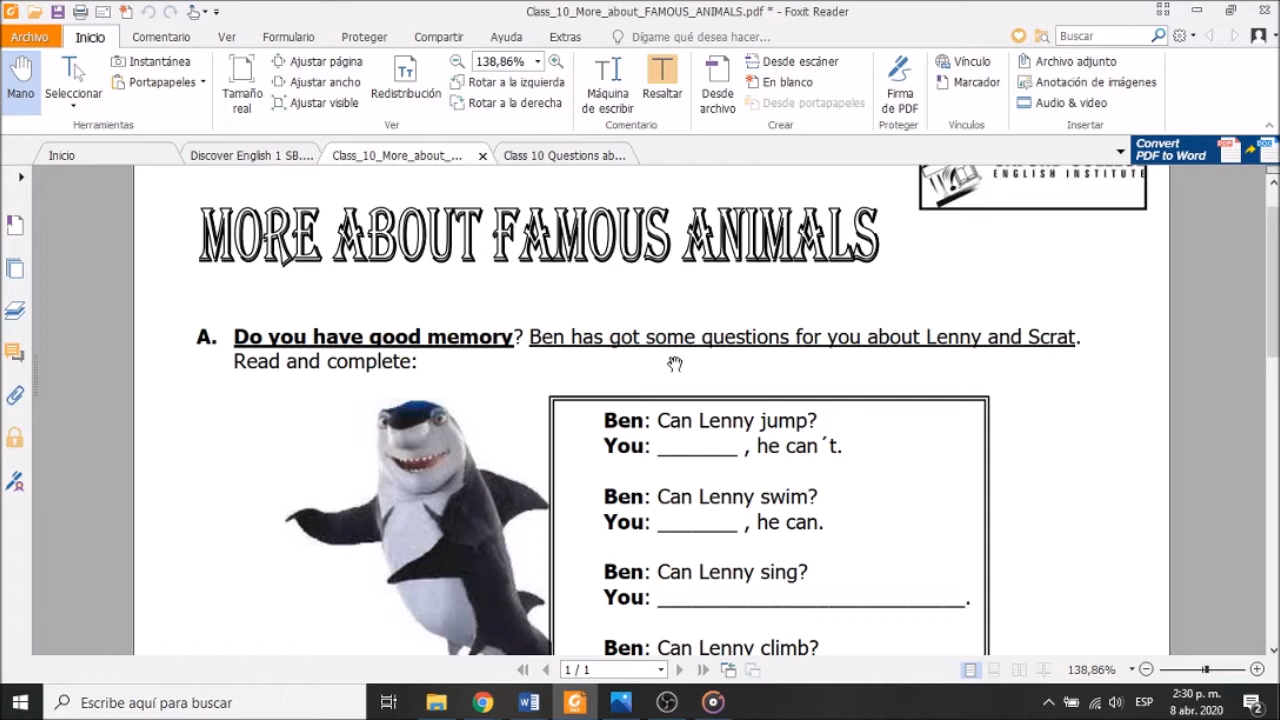 Class_10_More_about_FAMOUS_ANIMALS.pdf * - Foxit Reader
Archivo Inicio Comentario Ver Formulario Proteger Compartir Ayuda Extras Dígame qué desea hacer... Buscar
Mano
Seleccionar
Instantánea
Portapapeles
Herramientas
Tamaño real
Ajustar página
Ajustar ancho
Ajustar visible
Redistribución
138,86%
Rotar a la izquierda
Rotar a la derecha
Ver
Máquina de escribir
Resaltar
Comentario
Desde archivo
Desde escáner
En blanco
Desde portapapeles
Crear
Firma de PDF
Proteger
Vínculo
Marcador
Vínculos
Archivo adjunto
Anotación de imágenes
Audio & video
Insertar
Inicio Discover English 1 SB.... Class_10_More_about_... Class 10 Questions ab...
Convert
PDF to Word
ENGLISH INSTITUTE
MORE ABOUT FAMOUS ANIMALS
A. Do you have good memory? Ben has got some questions for you about Lenny and Scrat.
Read and complete:
Ben: Can Lenny jump?
You: _______ , he can´t.
Ben: Can Lenny swim?
You: _______ , he can.
Ben: Can Lenny sing?
You: ___________________________.
Ben: Can Lenny climb?
1 / 1
138,86%
Escribe aquí para buscar
ESP
2:30 p. m.
8 abr. 2020
2